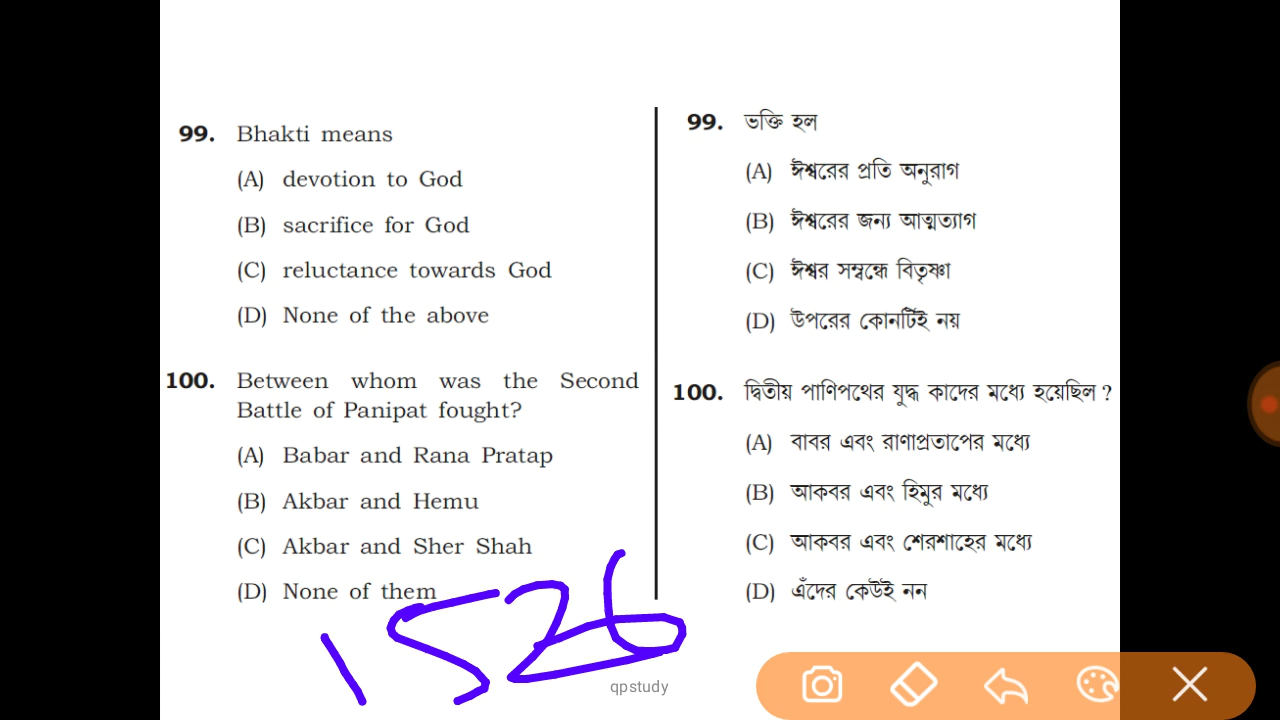 99. Bhakti means
(A) devotion to God
(B) sacrifice for God
(C) reluctance towards God
(D) None of the above
100. Between whom was the Second
Battle of Panipat fought?
(A) Babar and Rana Pratap
(B) Akbar and Hemu
(C) Akbar and Sher Shah
(D) None of them
99. ভক্তি হল
(A) ঈশ্বরের প্রতি অনুরাগ
(B) ঈশ্বরের জন্য আত্মত্যাগ
(C) ঈশ্বর সম্বন্ধে বিতৃষ্ণা
(D) উপরের কোনটিই নয়
100. দ্বিতীয় পাণিপথের যুদ্ধ কাদের মধ্যে হয়েছিল ?
(A) বাবর এবং রাণাপ্রতাপের মধ্যে
(B) আকবর এবং হিমুর মধ্যে
(C) আকবর এবং শেরশাহের মধ্যে
(D) এঁদের কেউই নন
1526
qpstudy